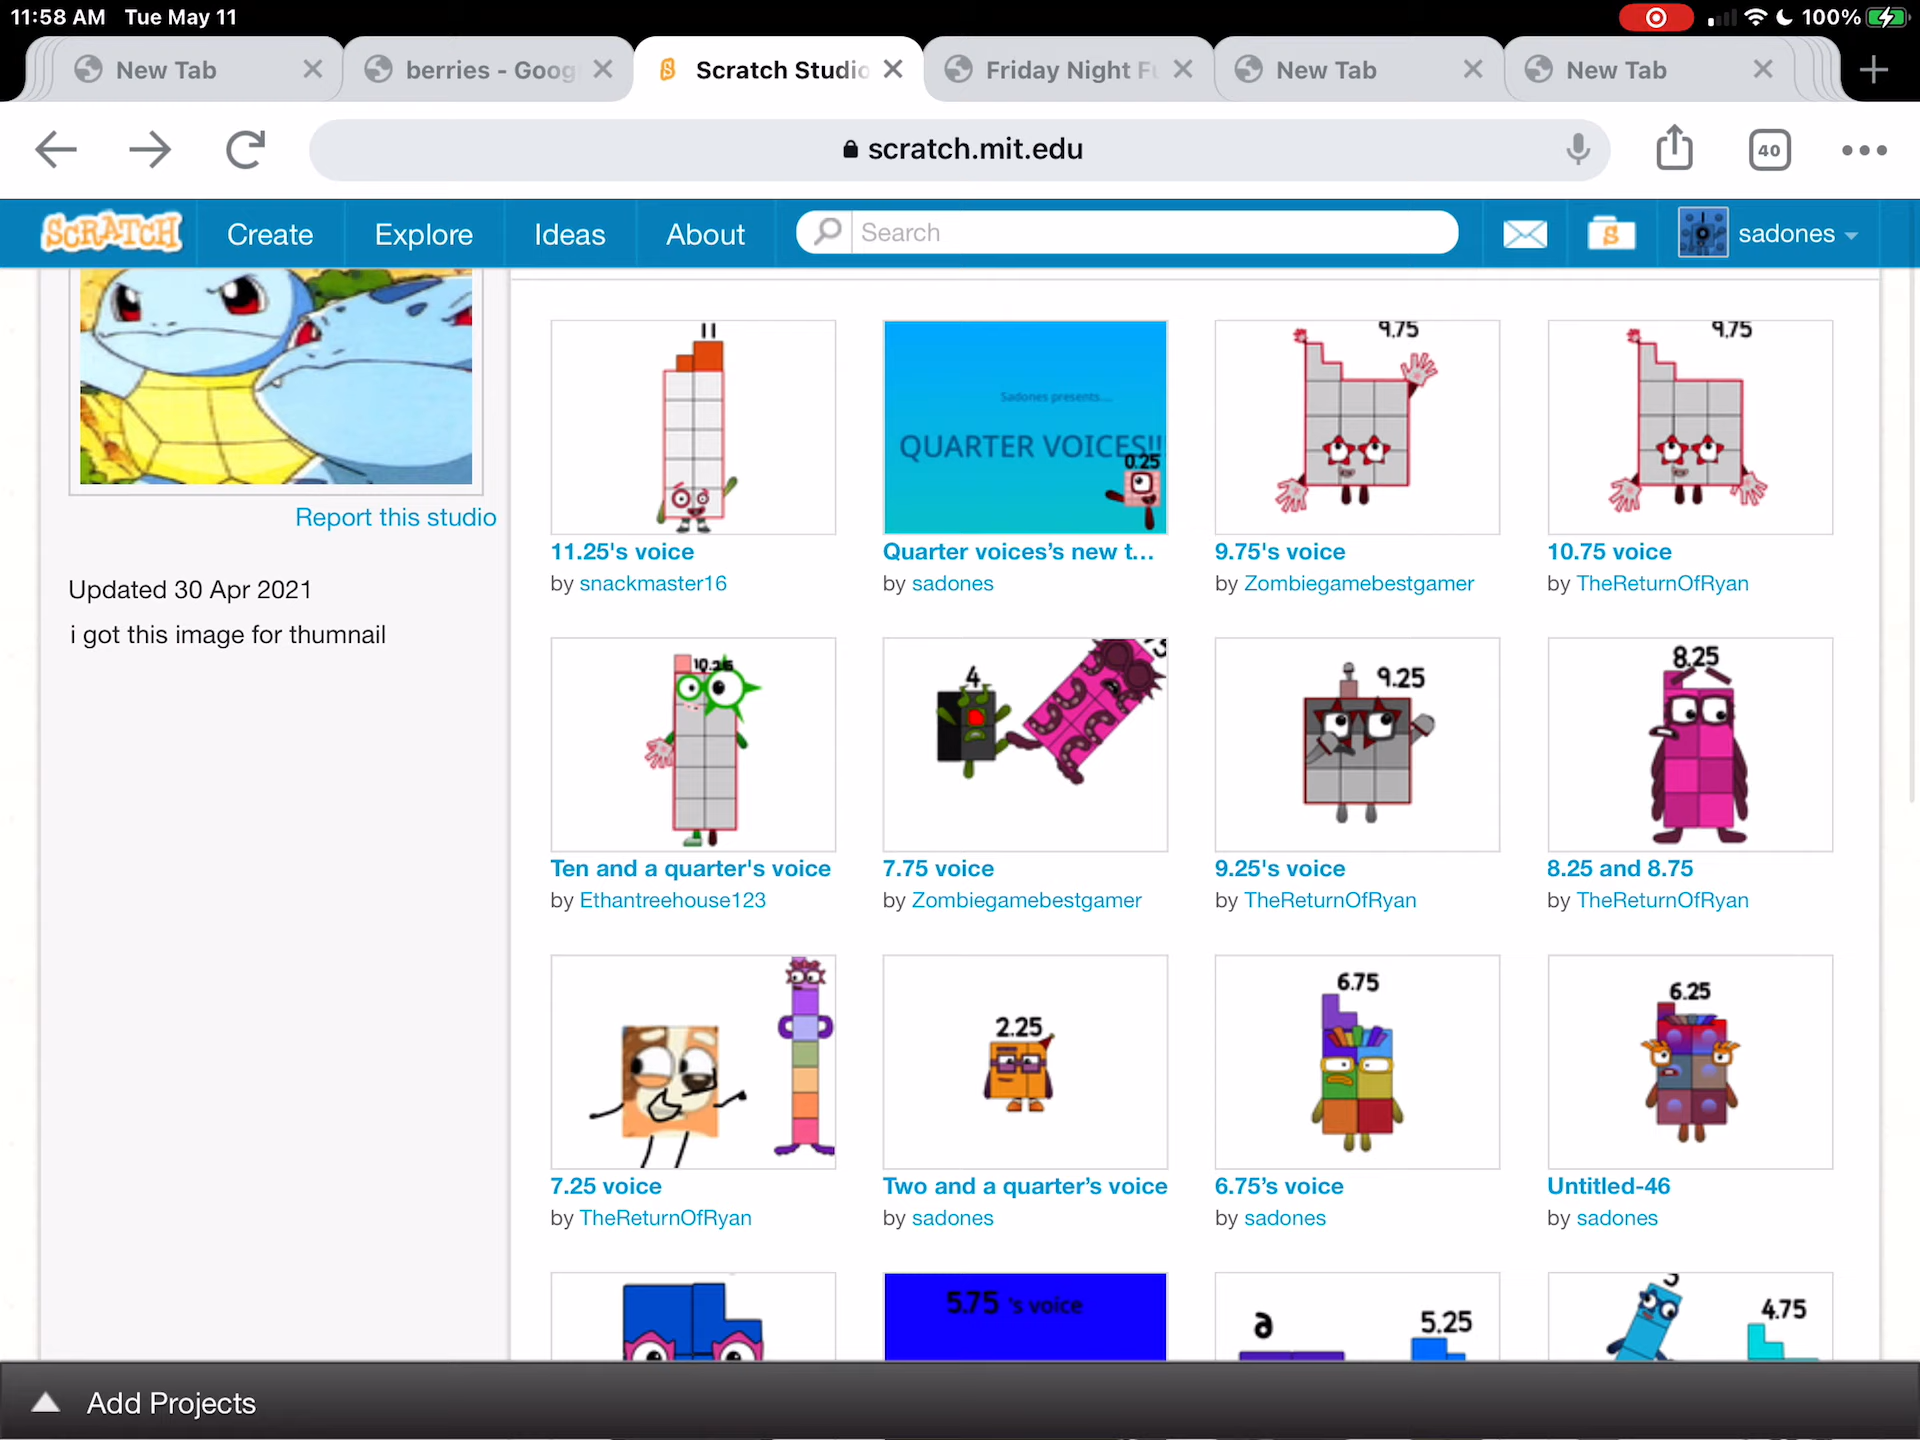 11:58 AM Tue May 11
100%
New Tab
berries - Goog
Scratch Studio
Friday Night Fu
New Tab
New Tab
scratch.mit.edu
40
SCRATCH
Create
Explore
Ideas
About
Search
sadones
Report this studio
Updated 30 Apr 2021
i got this image for thumnail
11
Sadones presents....
QUARTER VOICES!!!
0.25
9.75
9.75
11.25's voice
Quarter voices’s new t...
9.75's voice
10.75 voice
by snackmaster16
by sadones
by Zombiegamebestgamer
by TheReturnOfRyan
4
9.25
8.25
Ten and a quarter's voice
7.75 voice
9.25's voice
8.25 and 8.75
by Ethantreehouse123
by Zombiegamebestgamer
by TheReturnOfRyan
by TheReturnOfRyan
2.25
6.75
6.25
7.25 voice
Two and a quarter’s voice
6.75’s voice
Untitled-46
by TheReturnOfRyan
by sadones
by sadones
by sadones
5.75 's voice
5.25
4.75
Add Projects